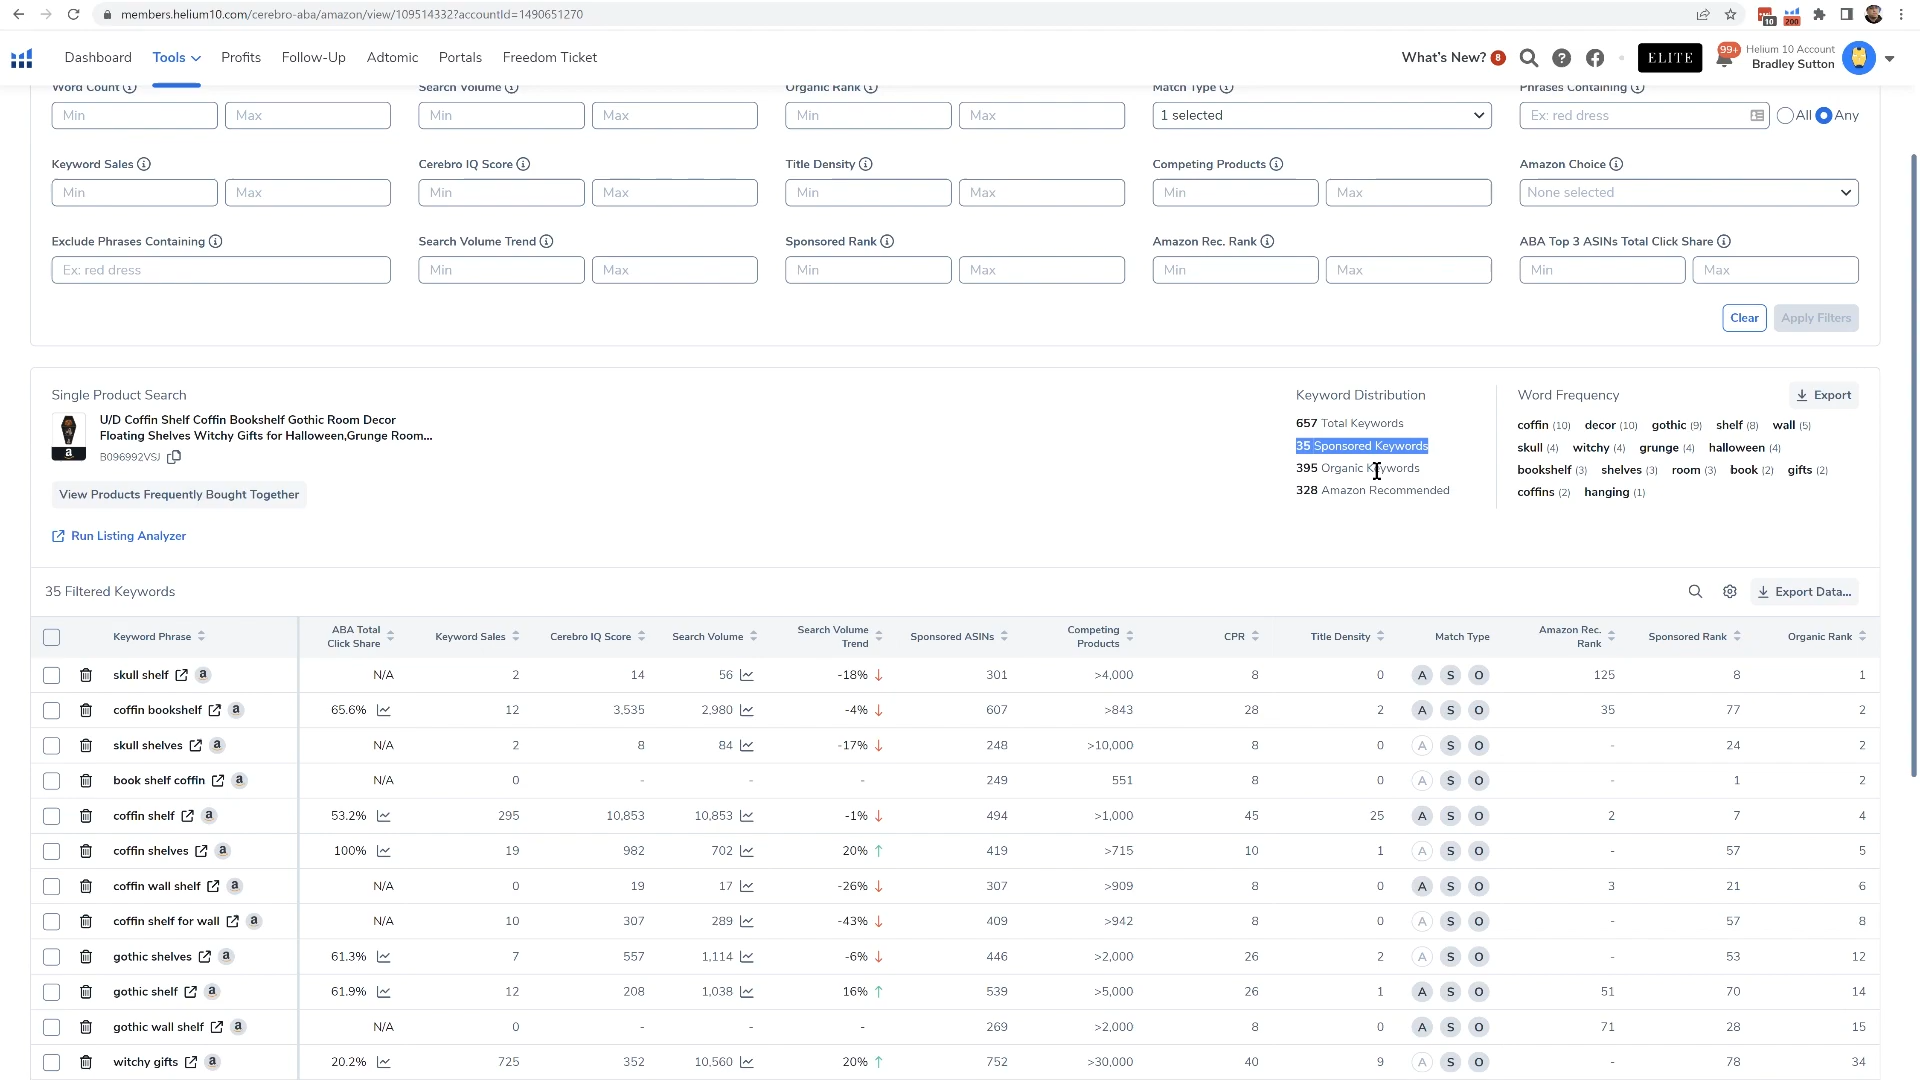 members.helium10.com/cerebro-aba/amazon/view/109514332?accountId=1490651270
10
200
Dashboard Tools Profits Follow-Up Adtomic Portals Freedom Ticket
What's New? 8 ELITE 99+ Helium 10 Account
Bradley Sutton
Word Count Search Volume Organic Rank Match Type Phrases Containing
Min Max Min Max Min Max 1 selected Ex: red dress All Any
Keyword Sales Cerebro IQ Score Title Density Competing Products Amazon Choice
Min Max Min Max Min Max Min Max None selected
Exclude Phrases Containing Search Volume Trend Sponsored Rank Amazon Rec. Rank ABA Top 3 ASINs Total Click Share
Ex: red dress Min Max Min Max Min Max Min Max
Clear Apply Filters
Single Product Search Keyword Distribution Word Frequency Export
U/D Coffin Shelf Coffin Bookshelf Gothic Room Decor
Floating Shelves Witchy Gifts for Halloween,Grunge Room...
B096992VSJ
a
View Products Frequently Bought Together
Run Listing Analyzer
657 Total Keywords
35 Sponsored Keywords
395 Organic Keywords
328 Amazon Recommended
coffin (10) decor (10) gothic (9) shelf (8) wall (5)
skull (4) witchy (4) grunge (4) halloween (4)
bookshelf (3) shelves (3) room (3) book (2) gifts (2)
coffins (2) hanging (1)
35 Filtered Keywords Export Data...
Keyword Phrase ABA Total Click Share Keyword Sales Cerebro IQ Score Search Volume Search Volume Trend Sponsored ASINs Competing Products CPR Title Density Match Type Amazon Rec. Rank Sponsored Rank Organic Rank
skull shelf a N/A 2 14 56 -18% 301 >4,000 8 0 A S O 125 8 1
coffin bookshelf a 65.6% 12 3,535 2,980 -4% 607 >843 28 2 A S O 35 77 2
skull shelves a N/A 2 8 84 -17% 248 >10,000 8 0 A S O - 24 2
book shelf coffin a N/A 0 - - - 249 551 8 0 A S O - 1 2
coffin shelf a 53.2% 295 10,853 10,853 -1% 494 >1,000 45 25 A S O 2 7 4
coffin shelves a 100% 19 982 702 20% 419 >715 10 1 A S O - 57 5
coffin wall shelf a N/A 0 19 17 -26% 307 >909 8 0 A S O 3 21 6
coffin shelf for wall a N/A 10 307 289 -43% 409 >942 8 0 A S O - 57 8
gothic shelves a 61.3% 7 557 1,114 -6% 446 >2,000 26 2 A S O - 53 12
gothic shelf a 61.9% 12 208 1,038 16% 539 >5,000 26 1 A S O 51 70 14
gothic wall shelf a N/A 0 - - - 269 >2,000 8 0 A S O 71 28 15
witchy gifts a 20.2% 725 352 10,560 20% 752 >30,000 40 9 A S O - 78 34